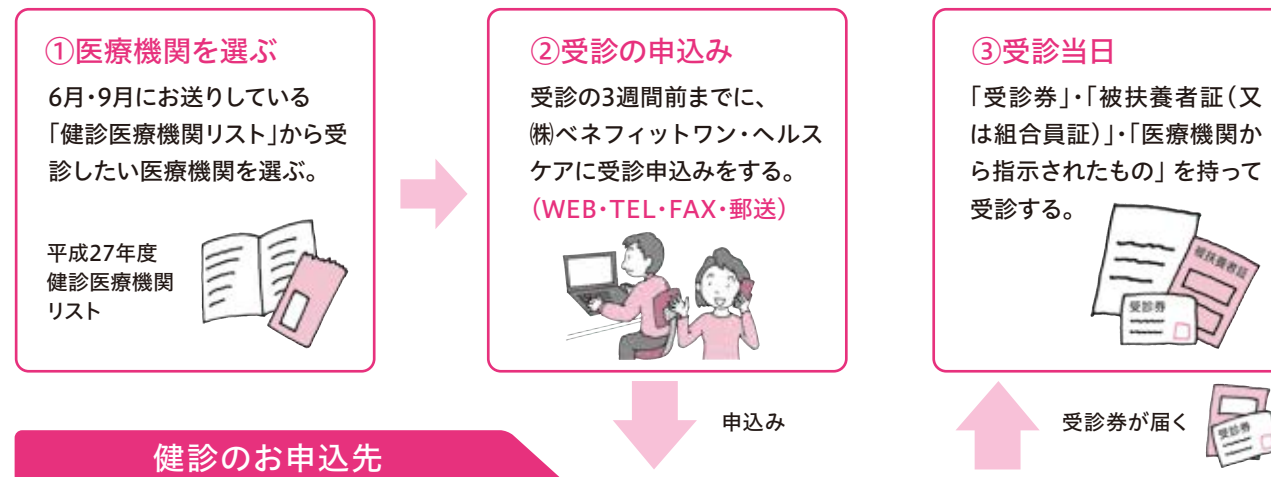 ①医療機関を選ぶ
6月・9月にお送りしている
「健診医療機関リスト」から受
診したい医療機関を選ぶ。
平成27年度
健診医療機関
リスト
②受診の申込み
受診の3週間前までに、
㈱ベネフィットワン・ヘルス
ケアに受診申込みをする。
(WEB・TEL・FAX・郵送)
③受診当日
「受診券」・「被扶養者証(又
は組合員証)」・「医療機関か
ら指示されたもの」を持って
受診する。
被扶養者証
受診券
申込み
受診券が届く
受診券
健診のお申込先